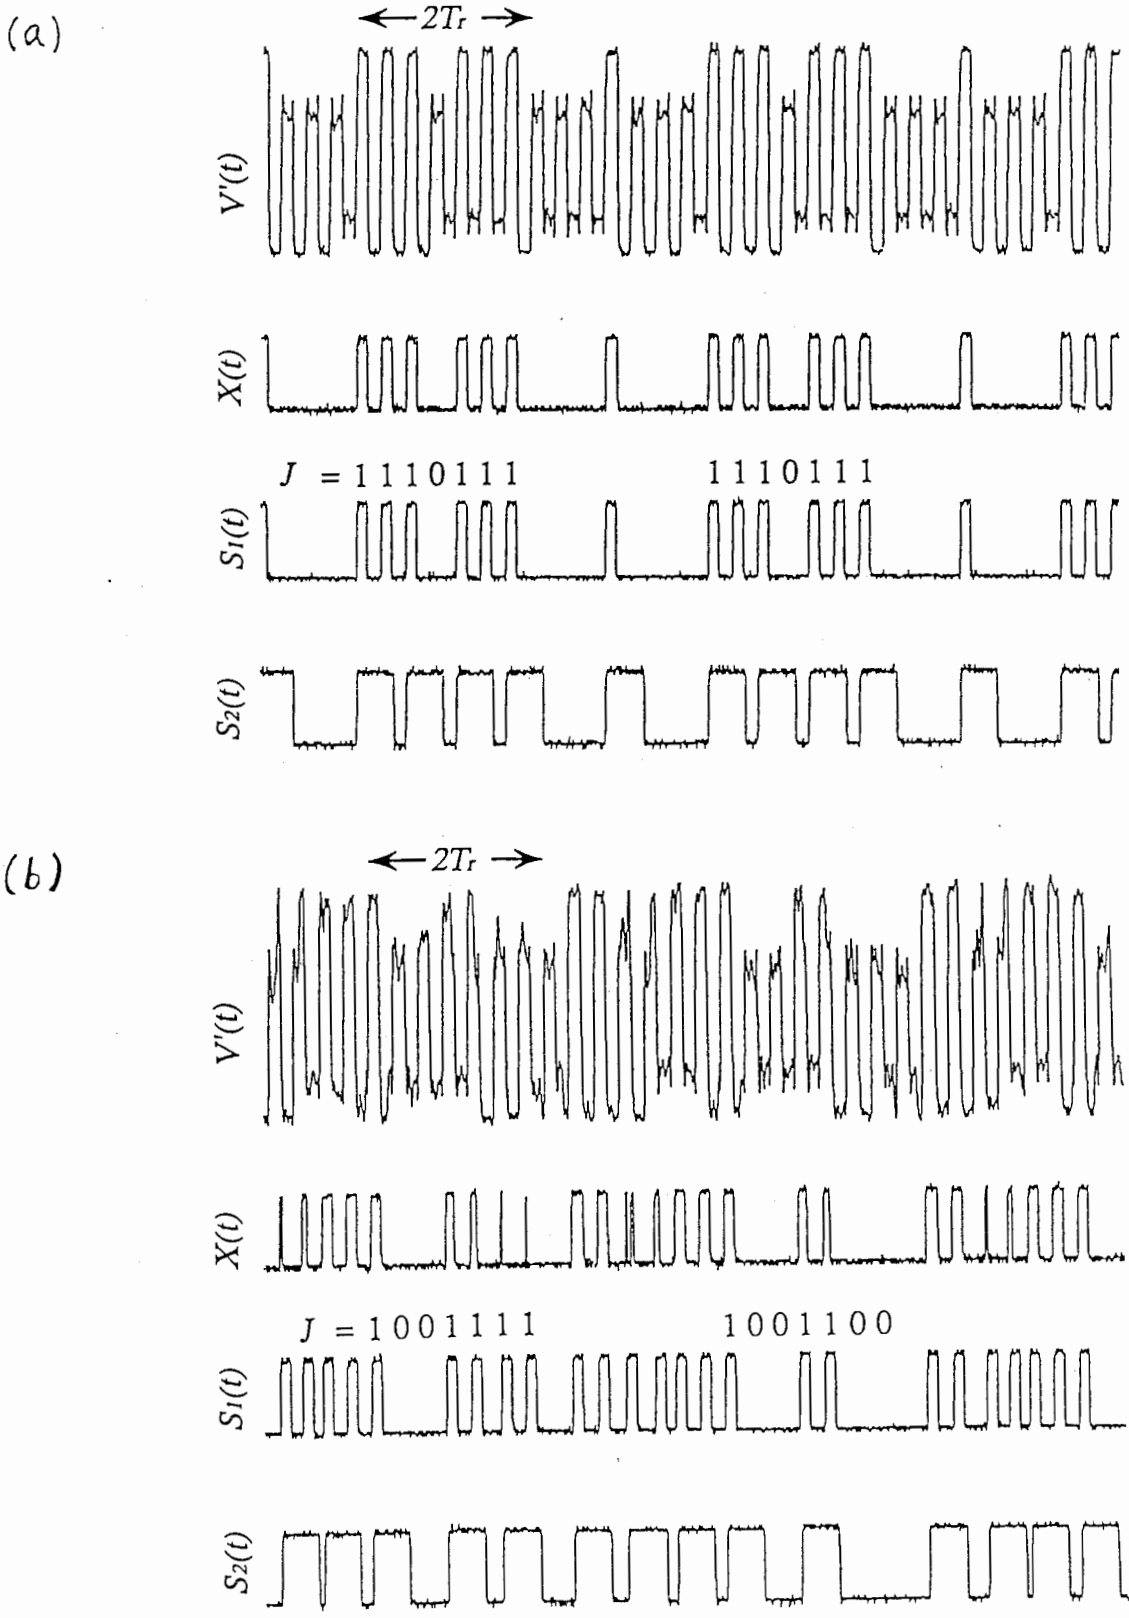 (a)
2Tr
V'(t)
X(t)
J = 1 1 1 0 1 1 1 1 1 1 0 1 1 1
S1(t)
S2(t)
(b)
2Tr
V'(t)
X(t)
J = 1 0 0 1 1 1 1 1 0 0 1 1 0 0
S1(t)
S2(t)